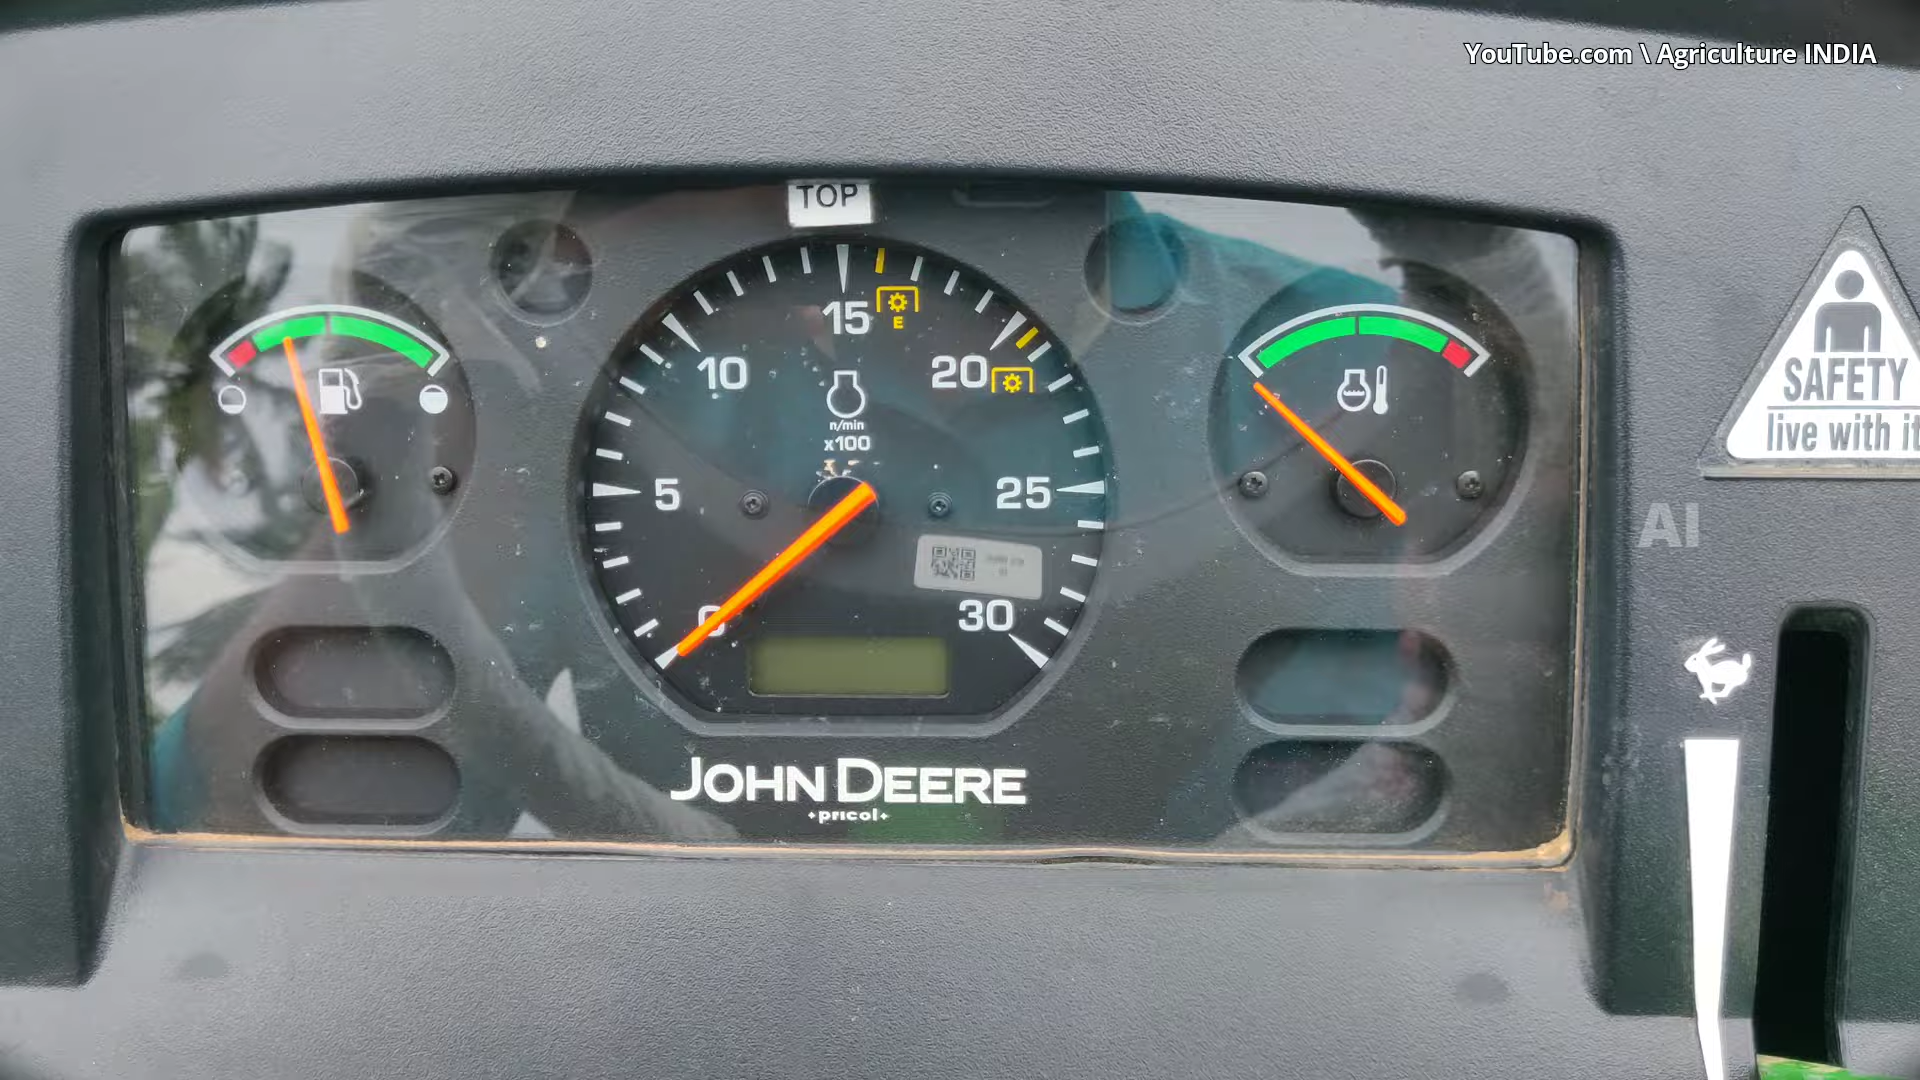 YouTube.com \ Agriculture INDIA
TOP
15
E
10
20
n/min
x100
5
25
0
30
JOHN DEERE
pricol
SAFETY
live with it
AI